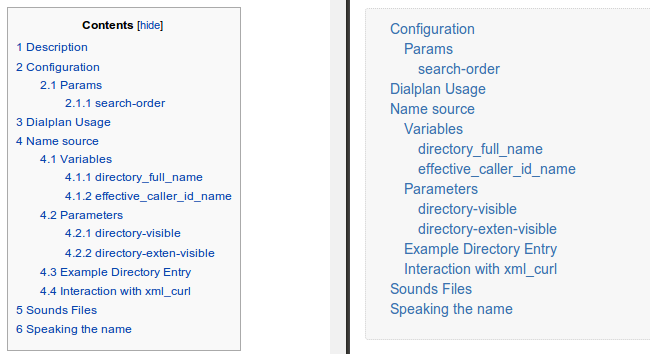 Contents [hide]
1 Description
2 Configuration
2.1 Params
2.1.1 search-order
3 Dialplan Usage
4 Name source
4.1 Variables
4.1.1 directory_full_name
4.1.2 effective_caller_id_name
4.2 Parameters
4.2.1 directory-visible
4.2.2 directory-exten-visible
4.3 Example Directory Entry
4.4 Interaction with xml_curl
5 Sounds Files
6 Speaking the name
Configuration
Params
search-order
Dialplan Usage
Name source
Variables
directory_full_name
effective_caller_id_name
Parameters
directory-visible
directory-exten-visible
Example Directory Entry
Interaction with xml_curl
Sounds Files
Speaking the name